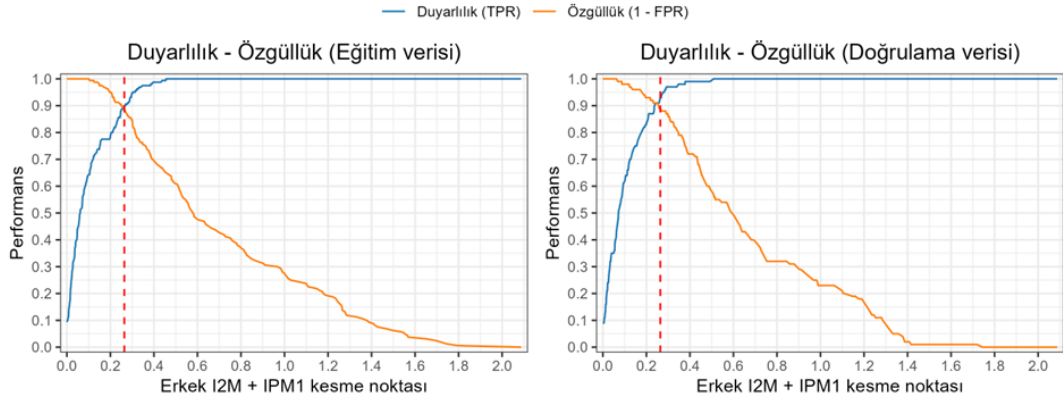 Duyarlılık (TPR) Özgüllük (1 - FPR)
Duyarlılık - Özgüllük (Eğitim verisi)
1.0
0.9
0.8
0.7
0.6
0.5
0.4
0.3
0.2
0.1
0.0
Performans
0.0 0.2 0.4 0.6 0.8 1.0 1.2 1.4 1.6 1.8 2.0
Erkek I2M + IPM1 kesme noktası
Duyarlılık - Özgüllük (Doğrulama verisi)
1.0
0.9
0.8
0.7
0.6
0.5
0.4
0.3
0.2
0.1
0.0
Performans
0.0 0.2 0.4 0.6 0.8 1.0 1.2 1.4 1.6 1.8 2.0
Erkek I2M + IPM1 kesme noktası